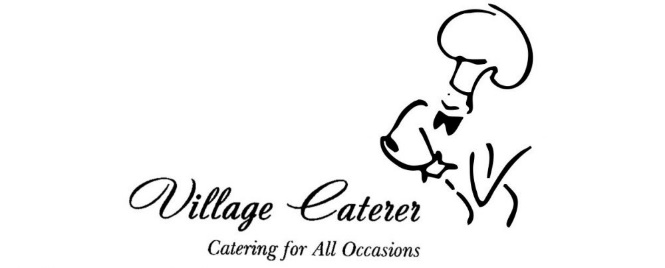 Village Caterer
Catering for All Occasions